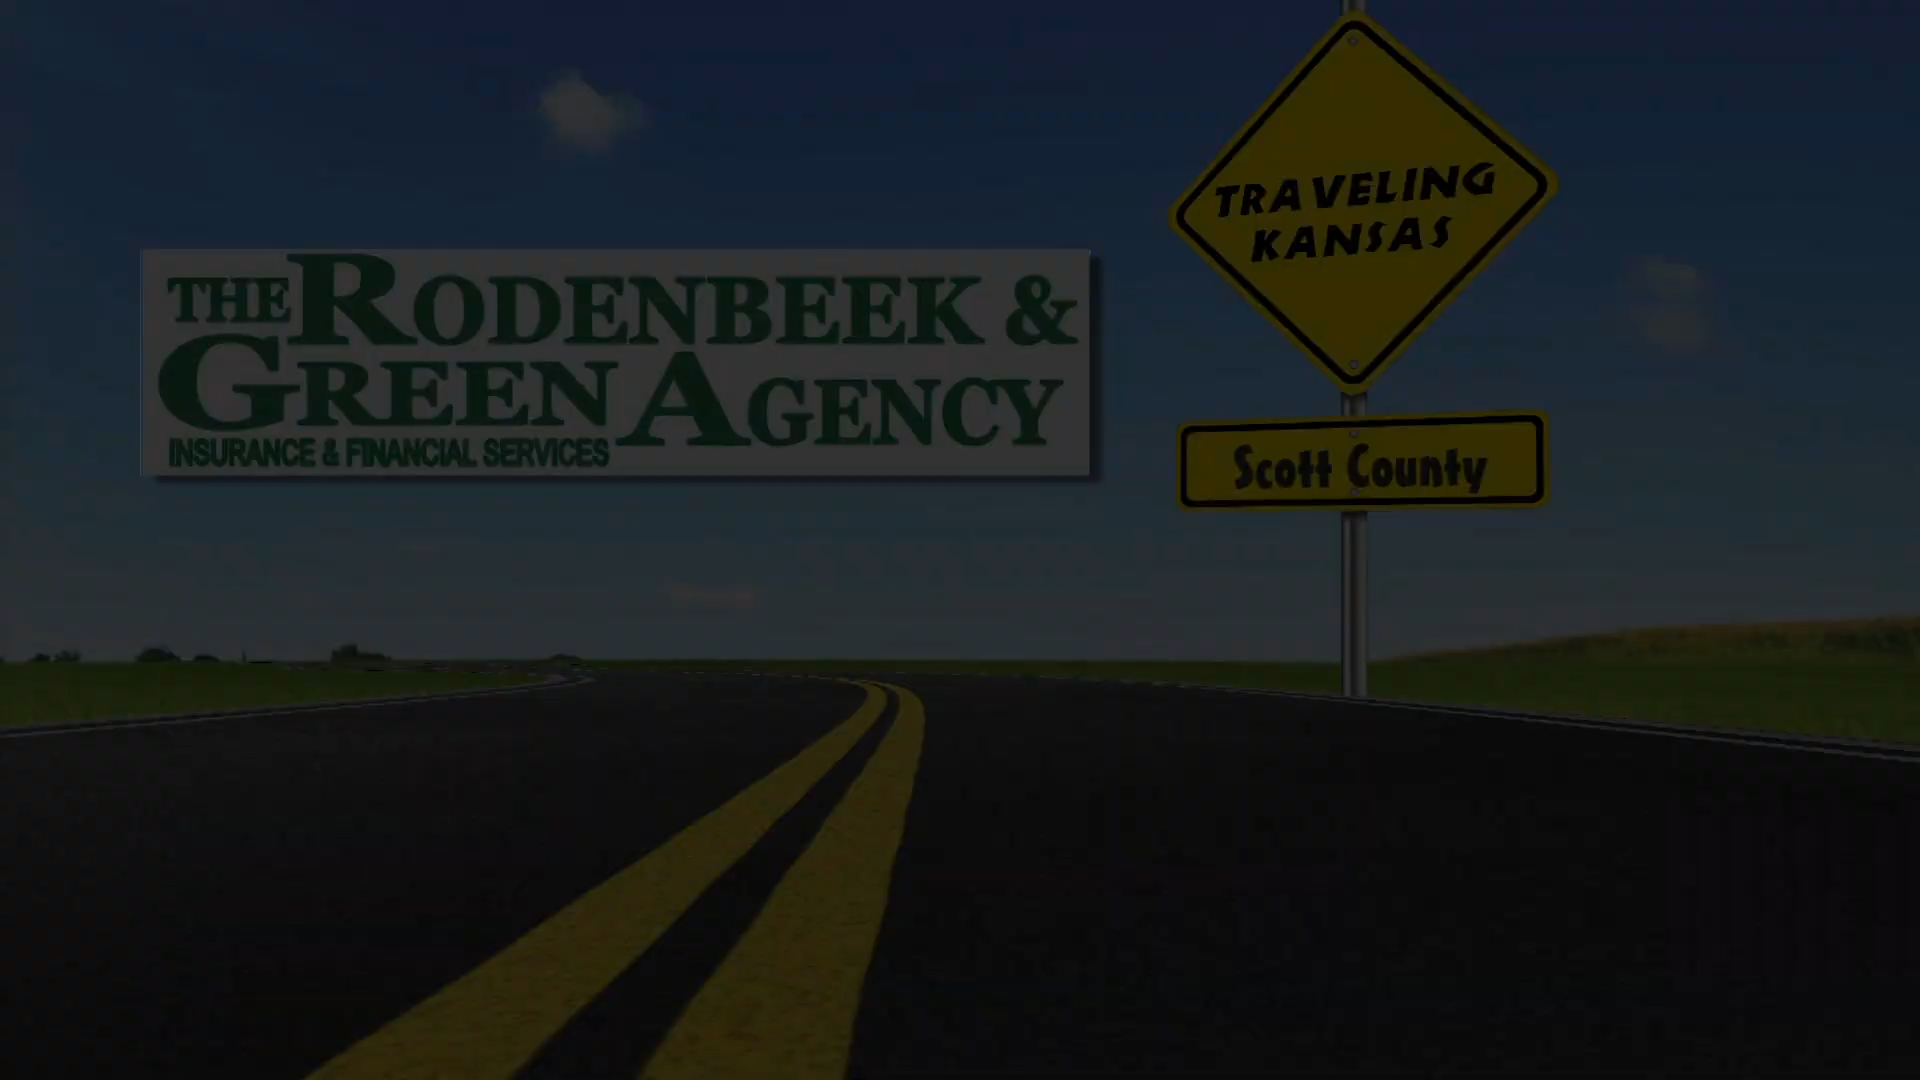 THE RODENBEEK &
GREEN AGENCY
INSURANCE & FINANCIAL SERVICES
TRAVELING
KANSAS
Scott County